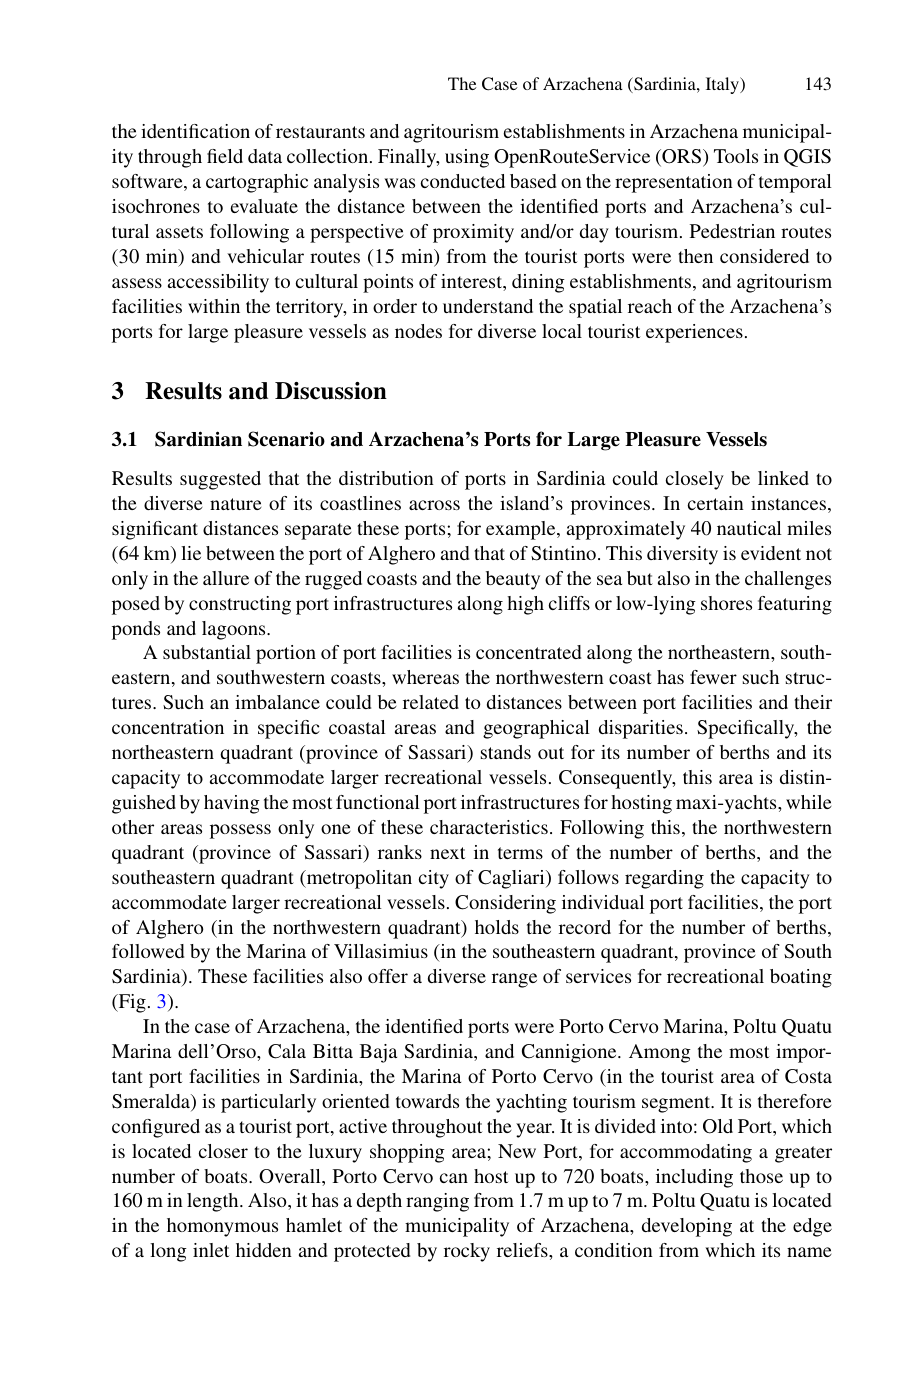 The Case of Arzachena (Sardinia, Italy) 143
the identification of restaurants and agritourism establishments in Arzachena municipal-
ity through field data collection. Finally, using OpenRouteService (ORS) Tools in QGIS
software, a cartographic analysis was conducted based on the representation of temporal
isochrones to evaluate the distance between the identified ports and Arzachena's cul-
tural assets following a perspective of proximity and/or day tourism. Pedestrian routes
(30 min) and vehicular routes (15 min) from the tourist ports were then considered to
assess accessibility to cultural points of interest, dining establishments, and agritourism
facilities within the territory, in order to understand the spatial reach of the Arzachena's
ports for large pleasure vessels as nodes for diverse local tourist experiences.
3 Results and Discussion
3.1 Sardinian Scenario and Arzachena's Ports for Large Pleasure Vessels
Results suggested that the distribution of ports in Sardinia could closely be linked to
the diverse nature of its coastlines across the island's provinces. In certain instances,
significant distances separate these ports; for example, approximately 40 nautical miles
(64 km) lie between the port of Alghero and that of Stintino. This diversity is evident not
only in the allure of the rugged coasts and the beauty of the sea but also in the challenges
posed by constructing port infrastructures along high cliffs or low-lying shores featuring
ponds and lagoons.
A substantial portion of port facilities is concentrated along the northeastern, south-
eastern, and southwestern coasts, whereas the northwestern coast has fewer such struc-
tures. Such an imbalance could be related to distances between port facilities and their
concentration in specific coastal areas and geographical disparities. Specifically, the
northeastern quadrant (province of Sassari) stands out for its number of berths and its
capacity to accommodate larger recreational vessels. Consequently, this area is distin-
guished by having the most functional port infrastructures for hosting maxi-yachts, while
other areas possess only one of these characteristics. Following this, the northwestern
quadrant (province of Sassari) ranks next in terms of the number of berths, and the
southeastern quadrant (metropolitan city of Cagliari) follows regarding the capacity to
accommodate larger recreational vessels. Considering individual port facilities, the port
of Alghero (in the northwestern quadrant) holds the record for the number of berths,
followed by the Marina of Villasimius (in the southeastern quadrant, province of South
Sardinia). These facilities also offer a diverse range of services for recreational boating
(Fig. 3).
In the case of Arzachena, the identified ports were Porto Cervo Marina, Poltu Quatu
Marina dell'Orso, Cala Bitta Baja Sardinia, and Cannigione. Among the most impor-
tant port facilities in Sardinia, the Marina of Porto Cervo (in the tourist area of Costa
Smeralda) is particularly oriented towards the yachting tourism segment. It is therefore
configured as a tourist port, active throughout the year. It is divided into: Old Port, which
is located closer to the luxury shopping area; New Port, for accommodating a greater
number of boats. Overall, Porto Cervo can host up to 720 boats, including those up to
160 m in length. Also, it has a depth ranging from 1.7 m up to 7 m. Poltu Quatu is located
in the homonymous hamlet of the municipality of Arzachena, developing at the edge
of a long inlet hidden and protected by rocky reliefs, a condition from which its name